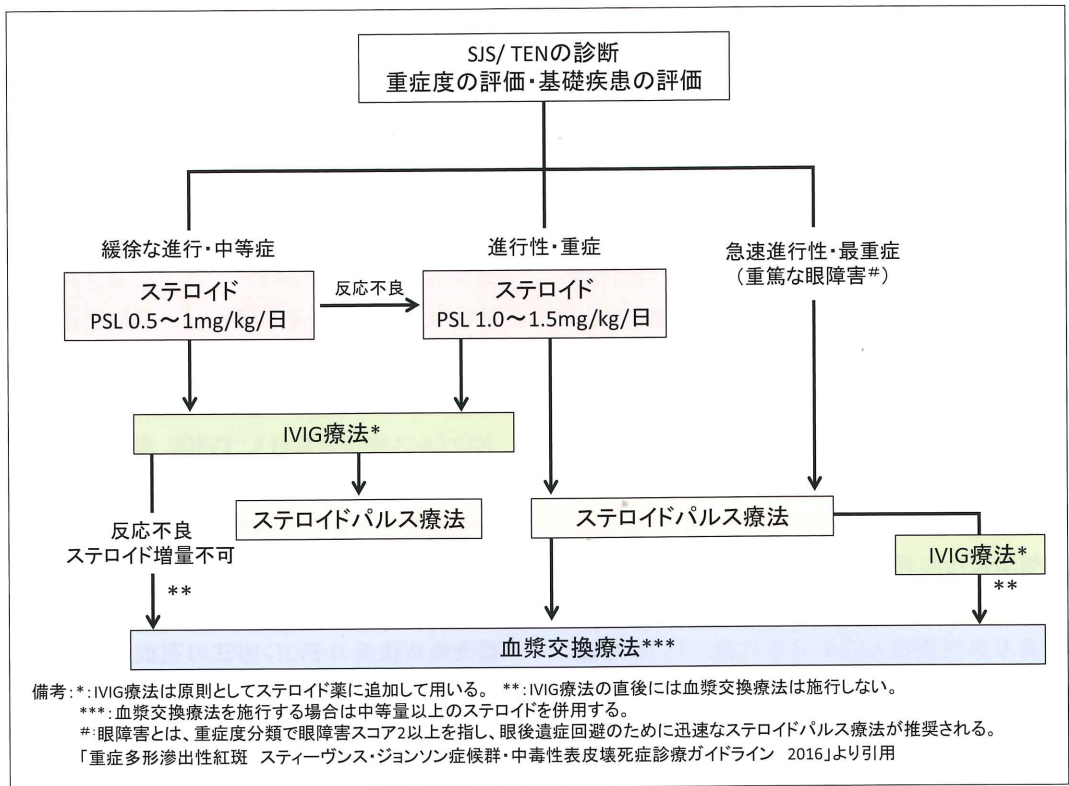 SJS/ TENの診断
重症度の評価・基礎疾患の評価
緩徐な進行・中等症
進行性・重症
急速進行性・最重症
（重篤な眼障害#）
ステロイド
PSL 0.5〜1mg/kg/日
反応不良
ステロイド
PSL 1.0〜1.5mg/kg/日
IVIG療法*
ステロイドパルス療法
ステロイドパルス療法
反応不良
ステロイド増量不可
**
IVIG療法*
**
血漿交換療法***
備考：*：IVIG療法は原則としてステロイド薬に追加して用いる。 **：IVIG療法の直後には血漿交換療法は施行しない。
***：血漿交換療法を施行する場合は中等量以上のステロイドを併用する。
#：眼障害とは、重症度分類で眼障害スコア2以上を指し、眼後遺症回避のために迅速なステロイドパルス療法が推奨される。
「重症多形滲出性紅斑 スティーヴンス・ジョンソン症候群・中毒性表皮壊死症診療ガイドライン 2016」より引用